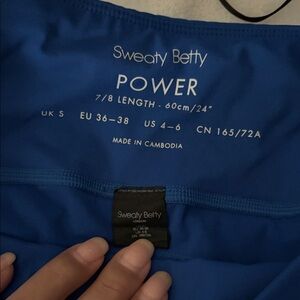 Sweaty Betty
POWER
7/8 LENGTH - 60cm/24"
UK S EU 36-38 US 4-6 CN 165/72A
MADE IN CAMBODIA
Sweaty Betty
LONDON